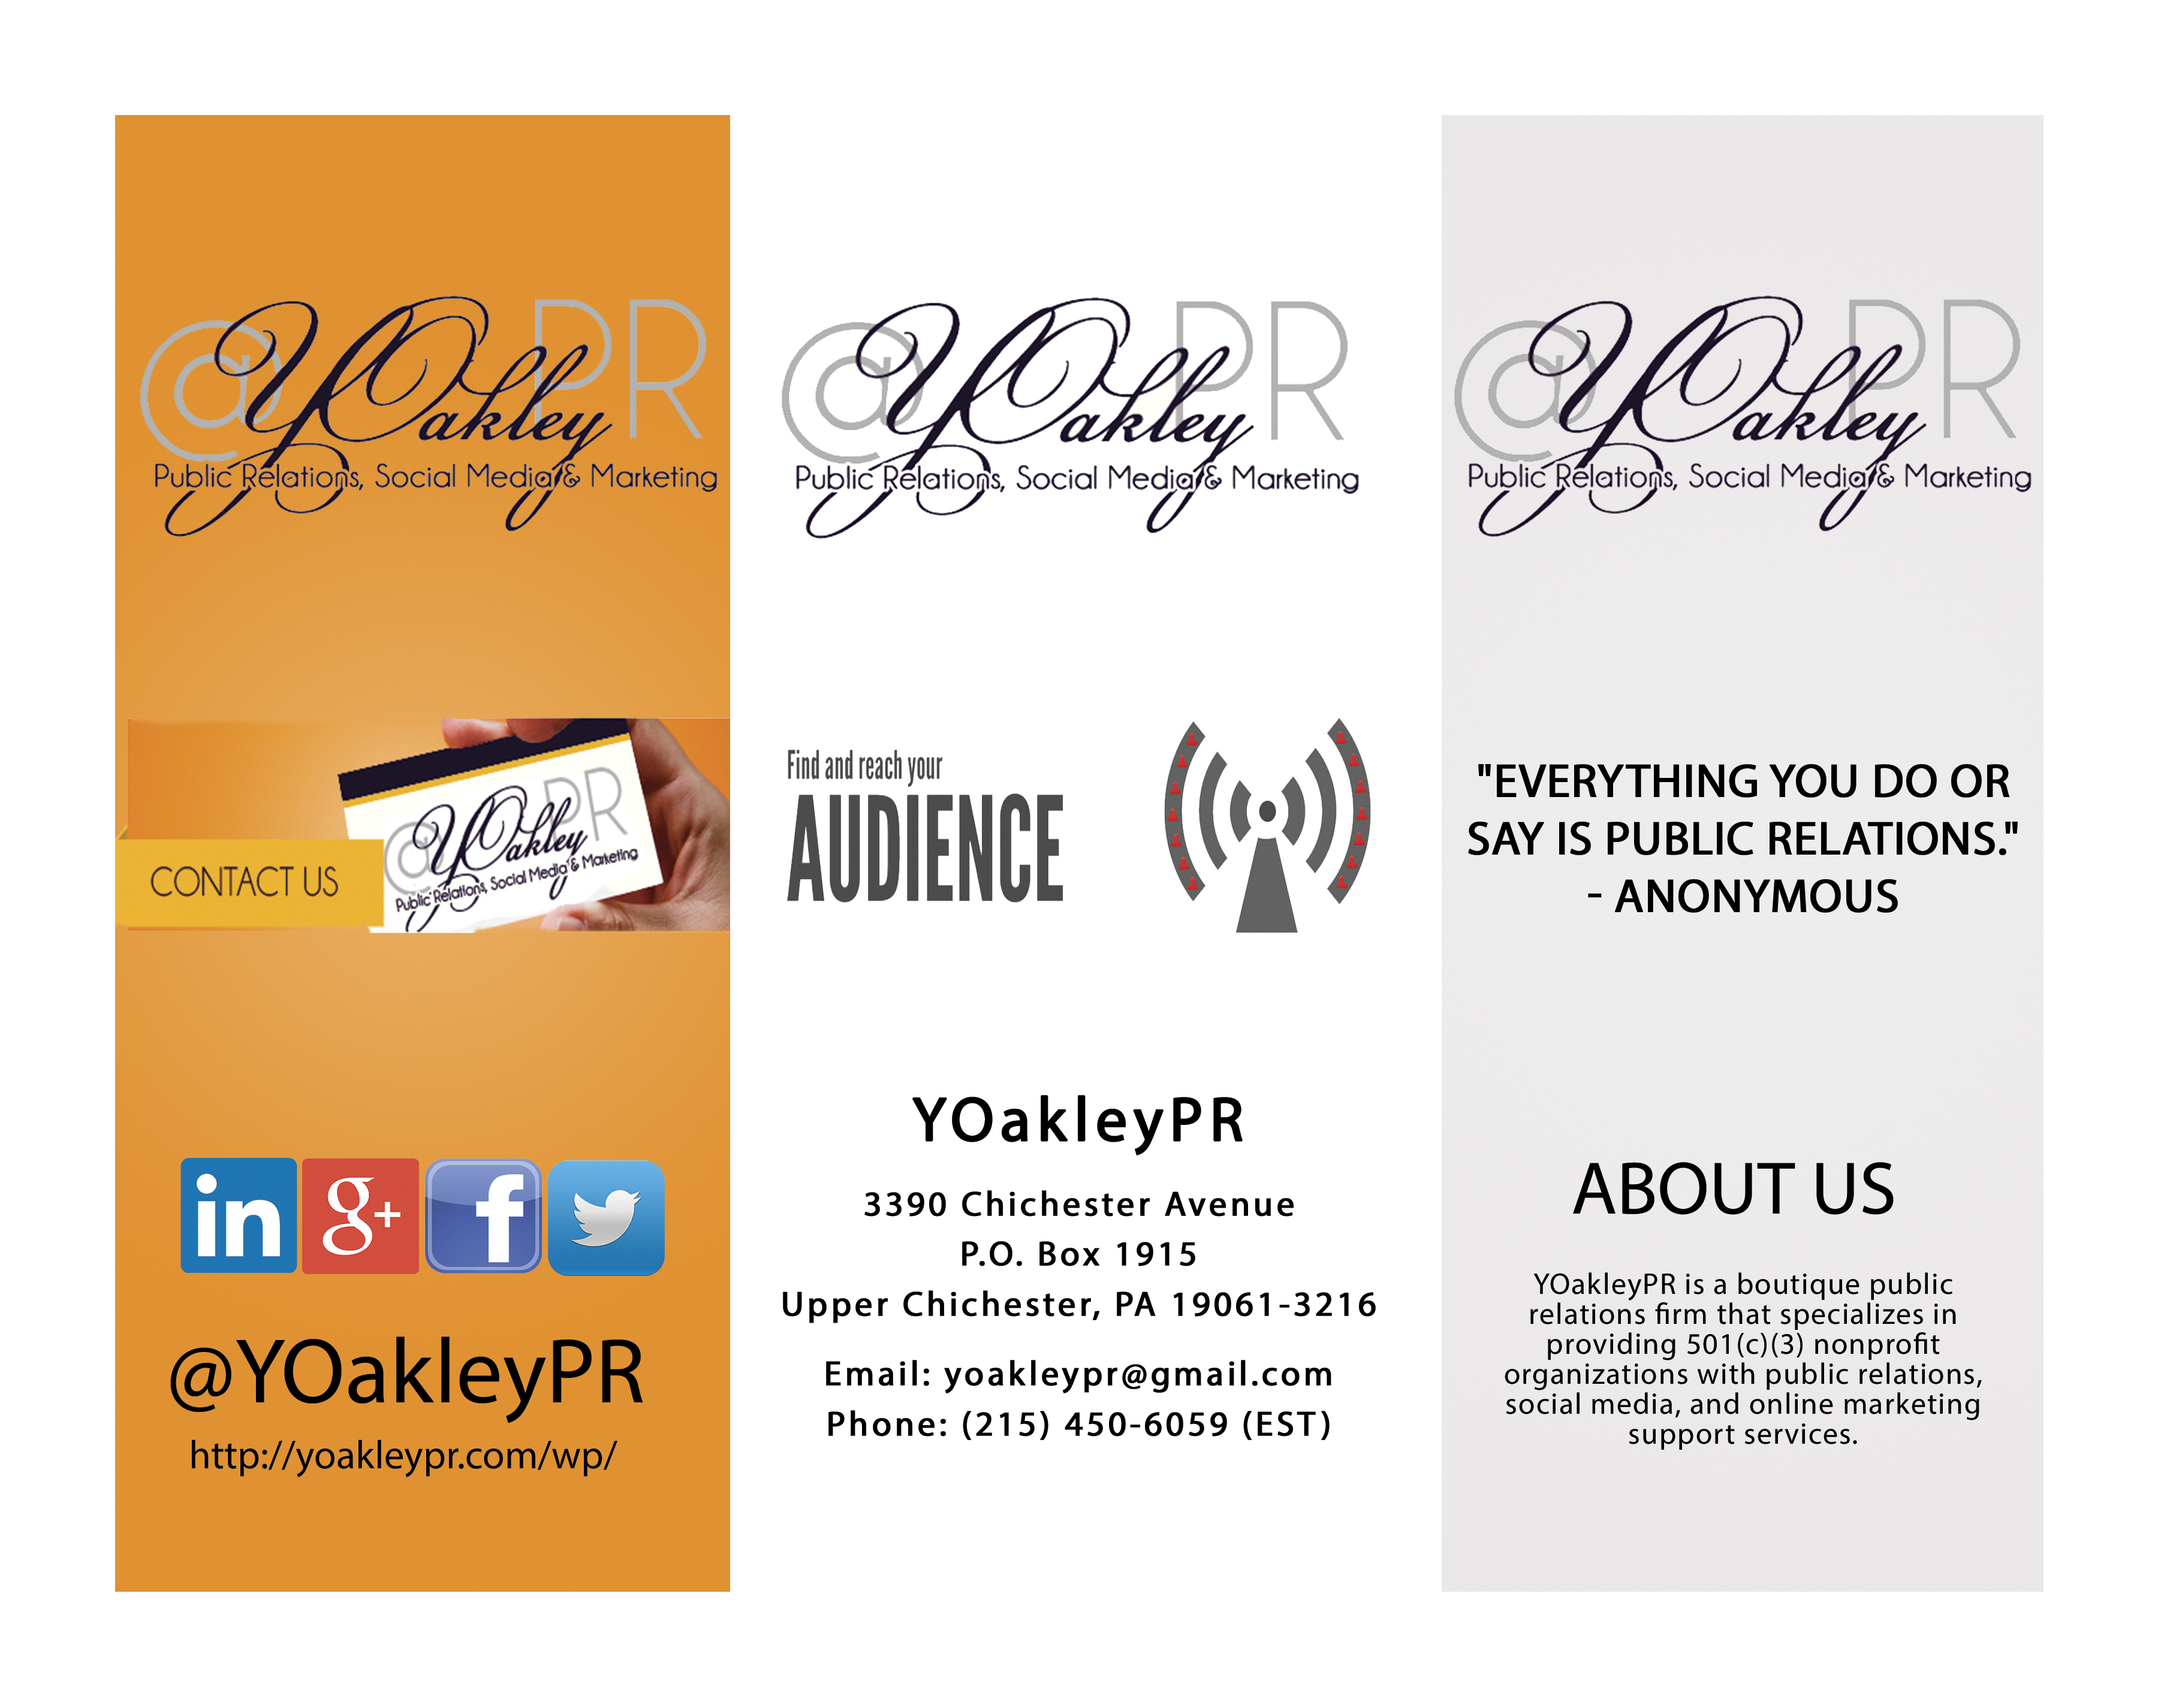 @YOakleyPR
Public Relations, Social Media & Marketing
CONTACT US
@YOakleyPR
Public Relations, Social Media & Marketing
in g+ f
@YOakleyPR
http://yoakleypr.com/wp/
@YOakleyPR
Public Relations, Social Media & Marketing
Find and reach your
AUDIENCE
YOakleyPR
3390 Chichester Avenue
P.O. Box 1915
Upper Chichester, PA 19061-3216
Email: yoakleypr@gmail.com
Phone: (215) 450-6059 (EST)
@YOakleyPR
Public Relations, Social Media & Marketing
"EVERYTHING YOU DO OR
SAY IS PUBLIC RELATIONS."
- ANONYMOUS
ABOUT US
YOakleyPR is a boutique public
relations firm that specializes in
providing 501(c)(3) nonprofit
organizations with public relations,
social media, and online marketing
support services.